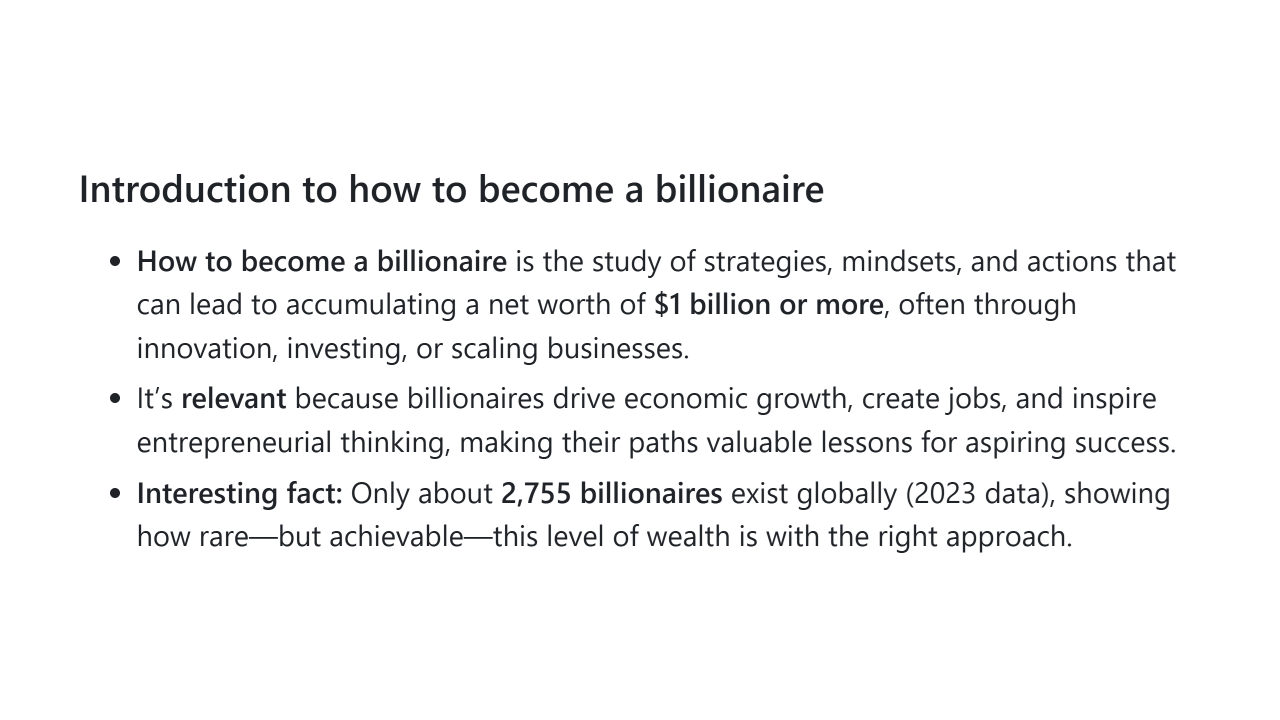 Introduction to how to become a billionaire
• How to become a billionaire is the study of strategies, mindsets, and actions that
can lead to accumulating a net worth of $1 billion or more, often through
innovation, investing, or scaling businesses.
• It’s relevant because billionaires drive economic growth, create jobs, and inspire
entrepreneurial thinking, making their paths valuable lessons for aspiring success.
• Interesting fact: Only about 2,755 billionaires exist globally (2023 data), showing
how rare—but achievable—this level of wealth is with the right approach.